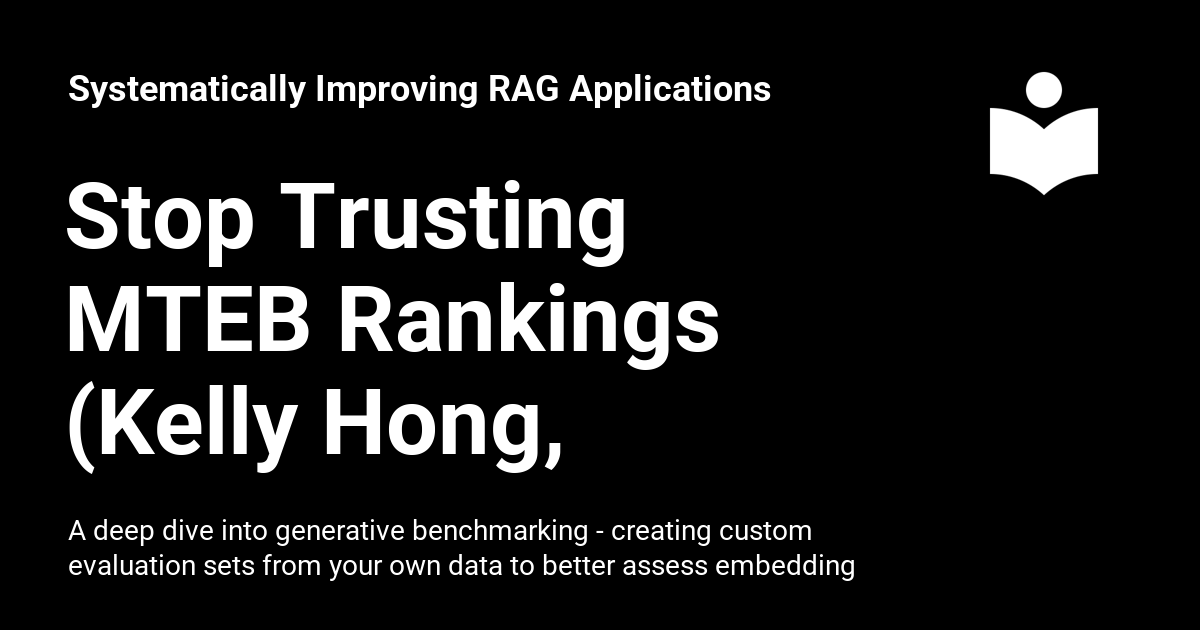 Systematically Improving RAG Applications
Stop Trusting
MTEB Rankings
(Kelly Hong,
A deep dive into generative benchmarking - creating custom
evaluation sets from your own data to better assess embedding